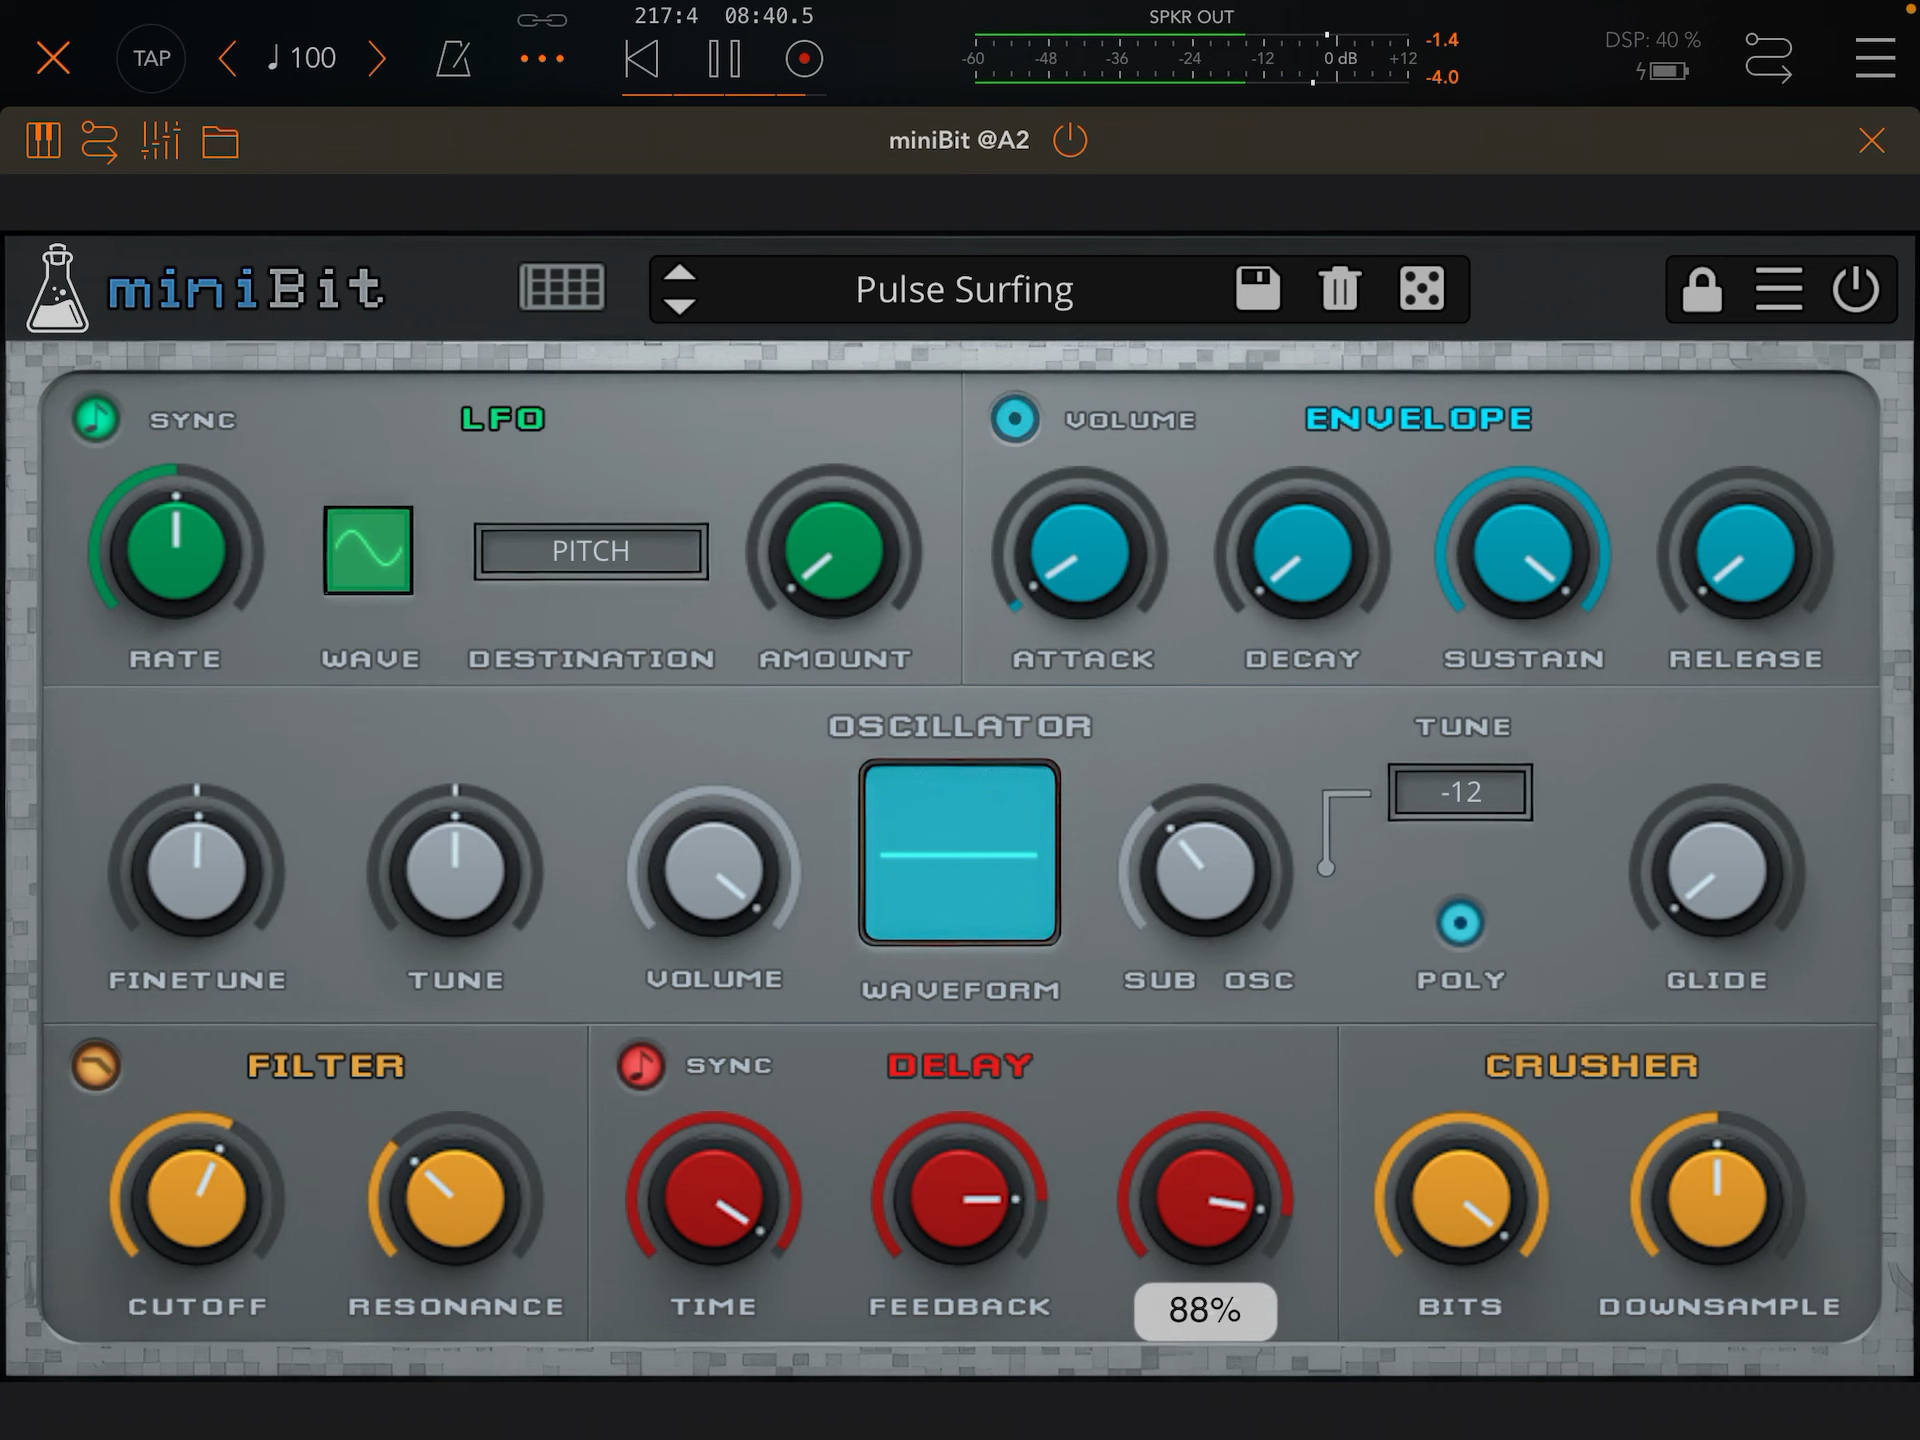 217:4 08:40.5
SPKR OUT
TAP
100
-60 -48 -36 -24 -12 0 dB +12
-1.4
-4.0
DSP: 40 %
miniBit @A2
miniBit
Pulse Surfing
SYNC
LFO
VOLUME
ENVELOPE
PITCH
RATE
WAVE
DESTINATION
AMOUNT
ATTACK
DECAY
SUSTAIN
RELEASE
OSCILLATOR
TUNE
-12
FINETUNE
TUNE
VOLUME
WAVEFORM
SUB OSC
POLY
GLIDE
FILTER
SYNC
DELAY
CRUSHER
CUTOFF
RESONANCE
TIME
FEEDBACK
88%
BITS
DOWNSAMPLE